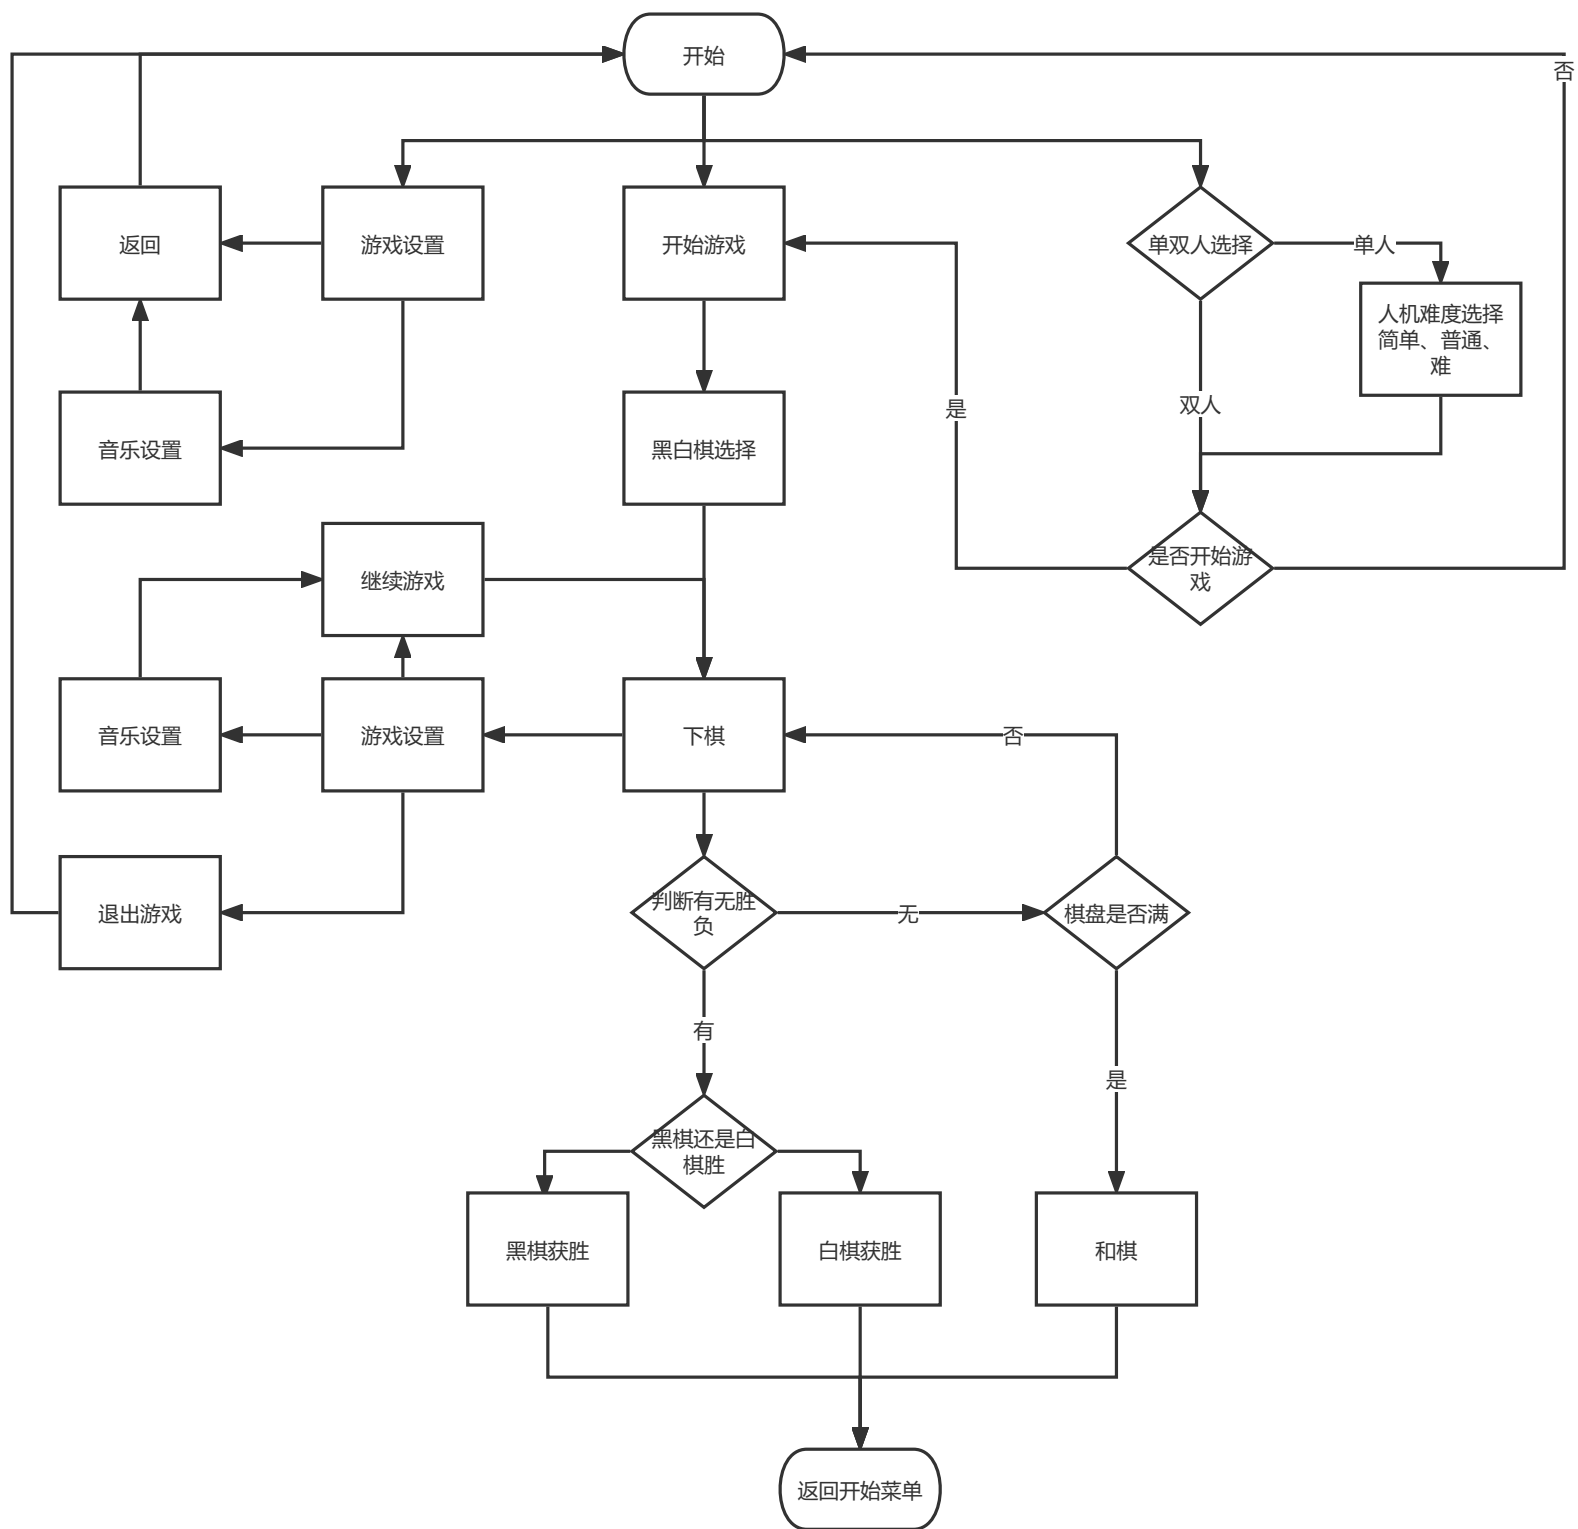 开始
否
返回
游戏设置
开始游戏
单双人选择
单人
人机难度选择
简单、普通、
难
音乐设置
黑白棋选择
是
双人
继续游戏
是否开始游
戏
音乐设置
游戏设置
下棋
否
退出游戏
判断有无胜
负
无
棋盘是否满
有
是
黑棋还是白
棋胜
黑棋获胜
白棋获胜
和棋
返回开始菜单